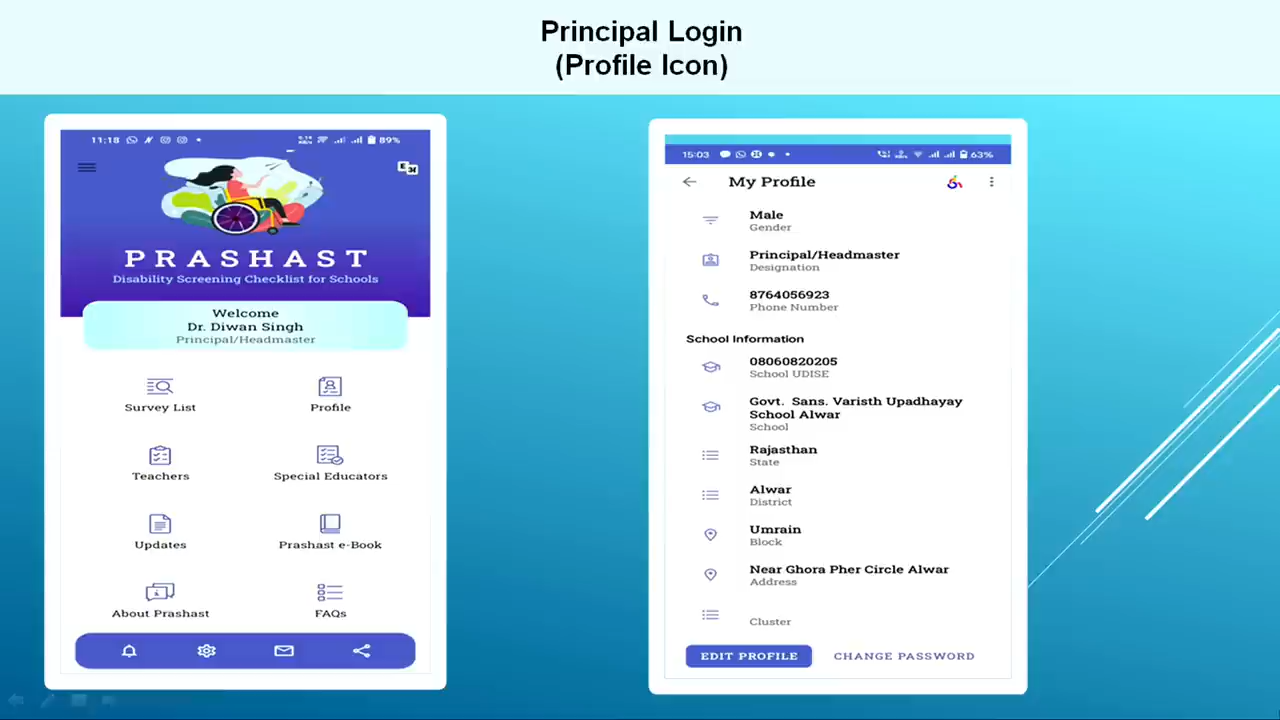 Principal Login
(Profile Icon)
11:18
89%
PRASHAST
Disability Screening Checklist for Schools
Welcome
Dr. Diwan Singh
Principal/Headmaster
Survey List
Profile
Teachers
Special Educators
Updates
Prashast e-Book
About Prashast
FAQs
15:03
63%
My Profile
Male
Gender
Principal/Headmaster
Designation
8764056923
Phone Number
School Information
08060820205
School UDISE
Govt. Sans. Varisth Upadhayay
School Alwar
School
Rajasthan
State
Alwar
District
Umrain
Block
Near Ghora Pher Circle Alwar
Address
Cluster
EDIT PROFILE
CHANGE PASSWORD